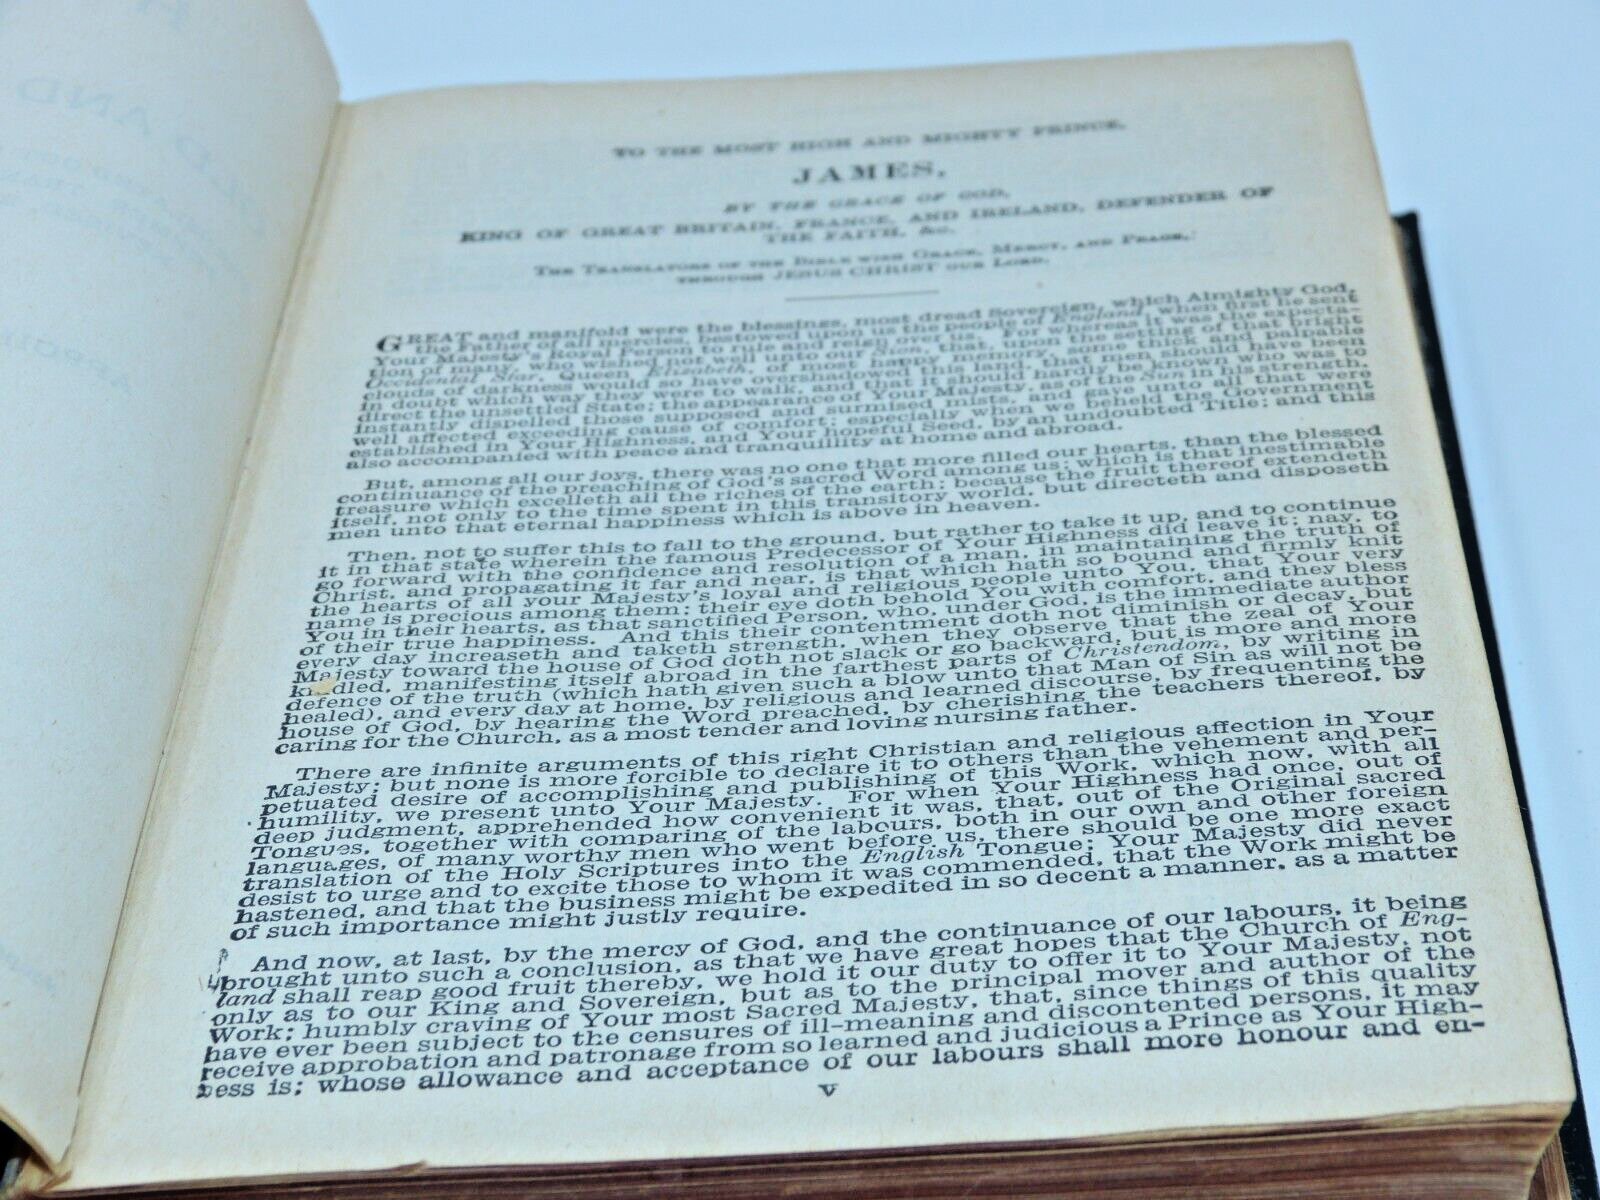 TO THE MOST HIGH AND MIGHTY PRINCE,
JAMES,
BY THE GRACE OF GOD,
KING OF GREAT BRITAIN, FRANCE, AND IRELAND, DEFENDER OF
THE FAITH, &c.
THE TRANSLATORS OF THE BIBLE WISH GRACE, MERCY, AND PEACE,
THROUGH JESUS CHRIST OUR LORD.
GREAT and manifold were the blessings, most dread Sovereign, which Almighty God,
the Father of all mercies, bestowed upon us the people of England, when first he sent
Your Majesty's Royal Person to rule and reign over us. For whereas it was the expecta-
tion of many, who wished not well unto our Sion, that, upon the setting of that bright
Occidental Star, Queen Elizabeth, of most happy memory, some thick and palpable
clouds of darkness would so have overshadowed this land, that men should have been
in doubt which way they were to walk, and that it should hardly be known who was to
direct the unsettled State; the appearance of Your Majesty, as of the Sun in his strength,
instantly dispelled those supposed and surmised mists, and gave unto all that were
well affected exceeding cause of comfort; especially when we beheld the Government
established in Your Highness, and Your hopeful Seed, by an undoubted Title; and this
also accompanied with peace and tranquillity at home and abroad.
But, among all our joys, there was no one that more filled our hearts, than the blessed
continuance of the preaching of God's sacred Word among us; which is that inestimable
treasure which excelleth all the riches of the earth; because the fruit thereof extendeth
itself, not only to the time spent in this transitory world, but directeth and disposeth
men unto that eternal happiness which is above in heaven.
Then, not to suffer this to fall to the ground, but rather to take it up, and to continue
it in that state wherein the famous Predecessor of Your Highness did leave it; nay, to
go forward with the confidence and resolution of a man, in maintaining the truth of
Christ, and propagating it far and near, is that which hath so bound and firmly knit
the hearts of all your Majesty's loyal and religious people unto You, that Your very
name is precious among them: their eye doth behold You with comfort, and they bless
You in their hearts, as that sanctified Person, who, under God, is the immediate author
of their true happiness. And this their contentment doth not diminish or decay, but
every day increaseth and taketh strength, when they observe that the zeal of Your
Majesty toward the house of God doth not slack or go backward, but is more and more
kindled, manifesting itself abroad in the farthest parts of Christendom, by writing in
defence of the truth (which hath given such a blow unto that Man of Sin as will not be
healed), and every day at home, by religious and learned discourse, by frequenting the
house of God, by hearing the Word preached, by cherishing the teachers thereof, by
caring for the Church, as a most tender and loving nursing father.
There are infinite arguments of this right Christian and religious affection in Your
Majesty; but none is more forcible to declare it to others than the vehement and per-
petuated desire of accomplishing and publishing of this Work, which now, with all
humility, we present unto Your Majesty. For when Your Highness had once, out of
deep judgment, apprehended how convenient it was, that, out of the Original sacred
Tongues, together with comparing of the labours, both in our own and other foreign
languages, of many worthy men who went before us, there should be one more exact
translation of the Holy Scriptures into the English Tongue; Your Majesty did never
desist to urge and to excite those to whom it was commended, that the Work might be
hastened, and that the business might be expedited in so decent a manner, as a matter
of such importance might justly require.
And now, at last, by the mercy of God, and the continuance of our labours, it being
brought unto such a conclusion, as that we have great hopes that the Church of Eng-
land shall reap good fruit thereby, we hold it our duty to offer it to Your Majesty, not
only as to our King and Sovereign, but as to the principal mover and author of the
Work; humbly craving of Your most Sacred Majesty, that, since things of this quality
have ever been subject to the censures of ill-meaning and discontented persons, it may
receive approbation and patronage from so learned and judicious a Prince as Your High-
ness is; whose allowance and acceptance of our labours shall more honour and en-
v